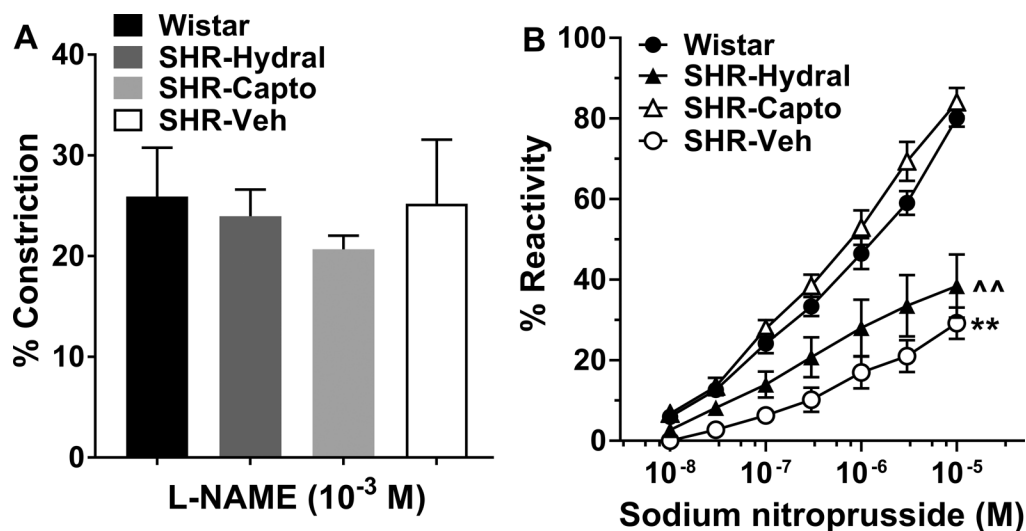 A
Wistar
SHR-Hydral
SHR-Capto
SHR-Veh
% Constriction
40
30
20
10
0
L-NAME (10⁻³ M)
B
Wistar
SHR-Hydral
SHR-Capto
SHR-Veh
% Reactivity
100
80
60
40
20
0
^^
**
10⁻⁸ 10⁻⁷ 10⁻⁶ 10⁻⁵
Sodium nitroprusside (M)